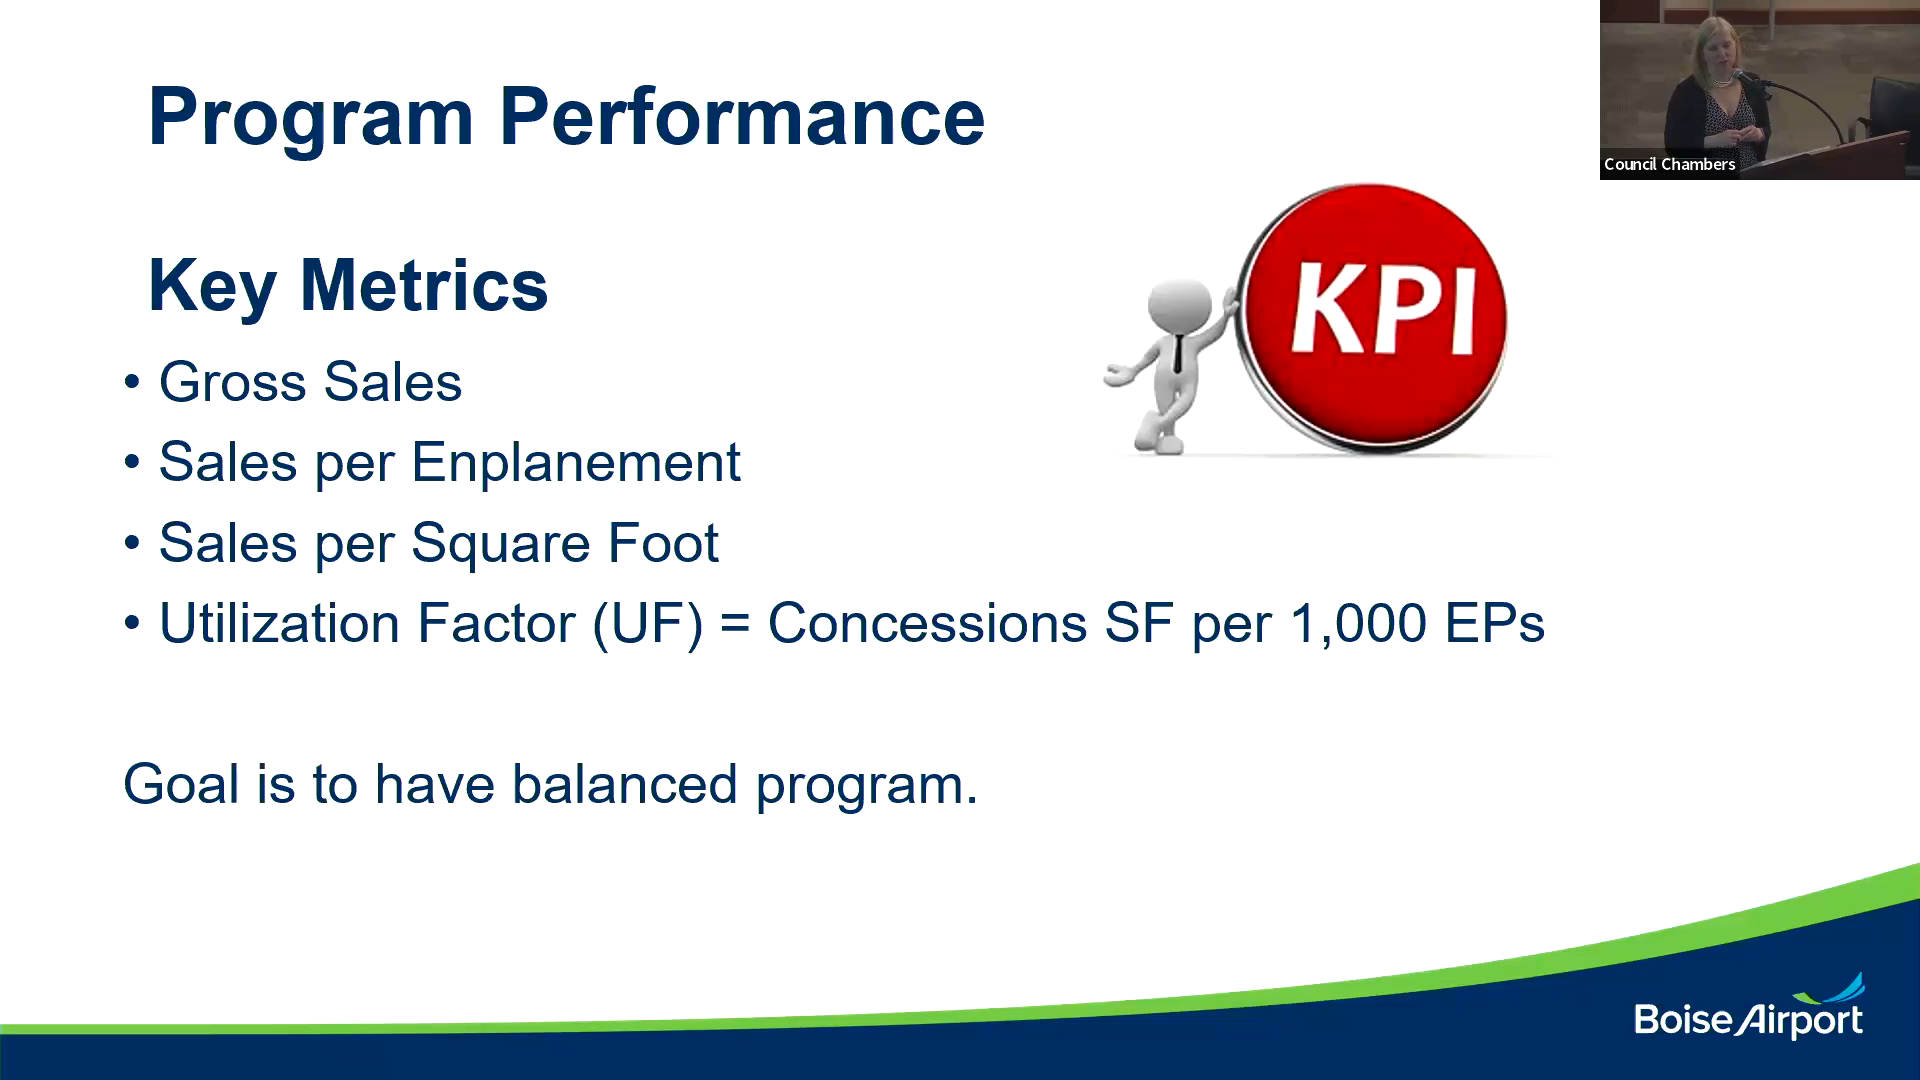 Program Performance
Council Chambers
KPI
Key Metrics
• Gross Sales
• Sales per Enplanement
• Sales per Square Foot
• Utilization Factor (UF) = Concessions SF per 1,000 EPs
Goal is to have balanced program.
Boise Airport